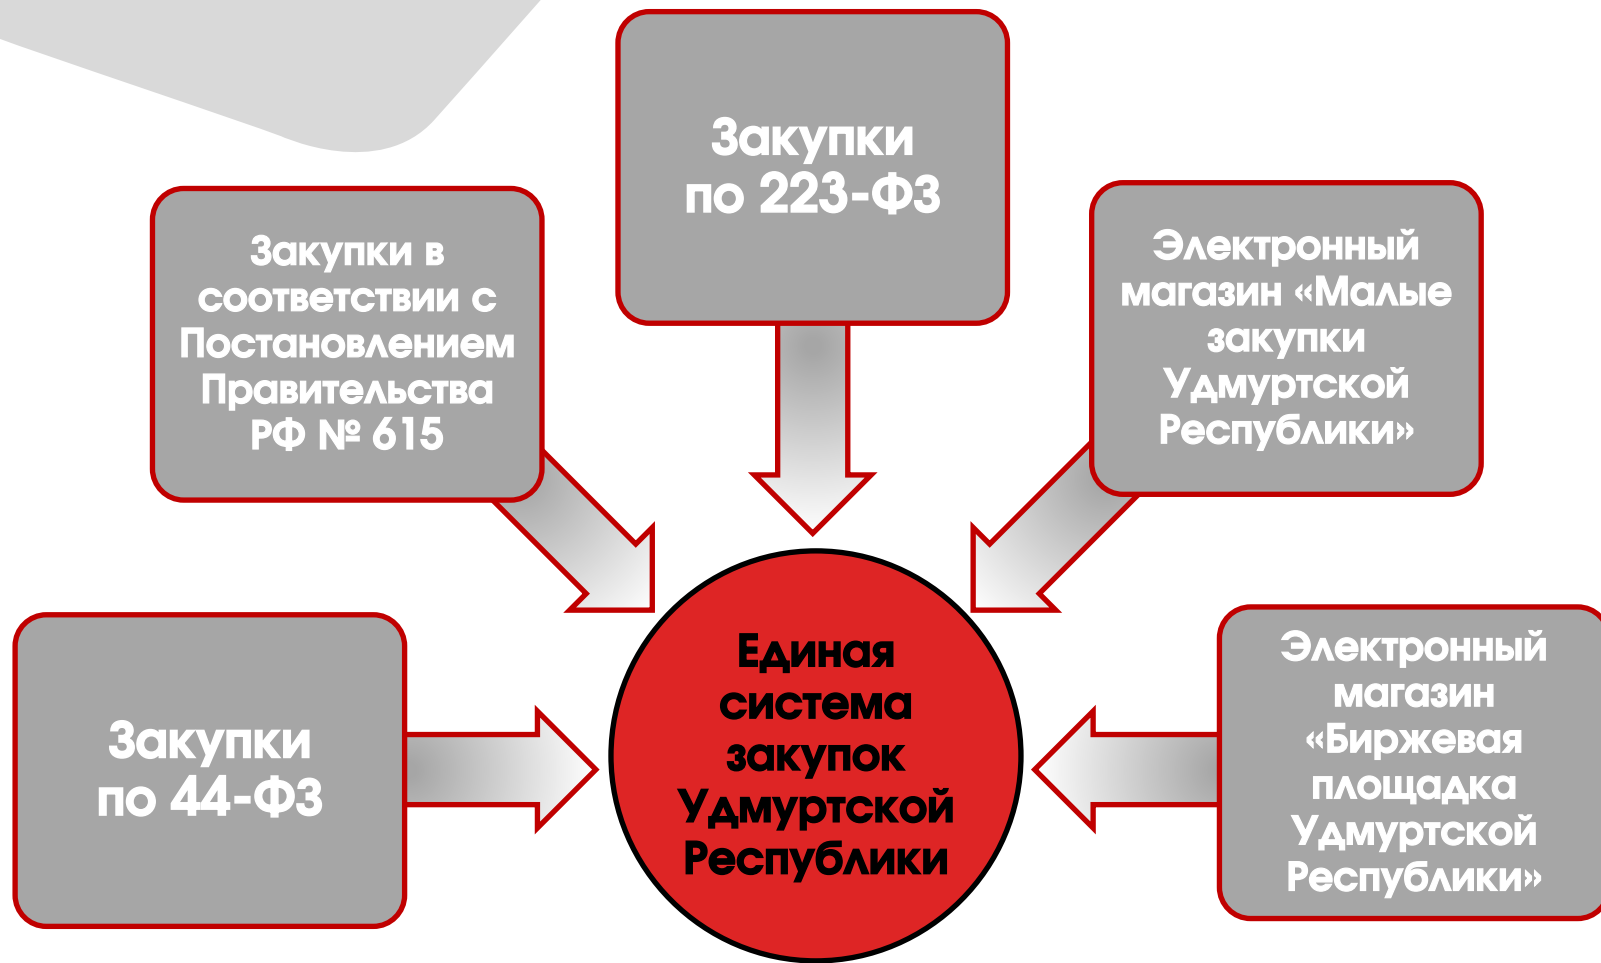 Закупки
по 223-ФЗ
Закупки в
соответствии с
Постановлением
Правительства
РФ № 615
Электронный
магазин «Малые
закупки
Удмуртской
Республики»
Закупки
по 44-ФЗ
Единая
система
закупок
Удмуртской
Республики
Электронный
магазин
«Биржевая
площадка
Удмуртской
Республики»